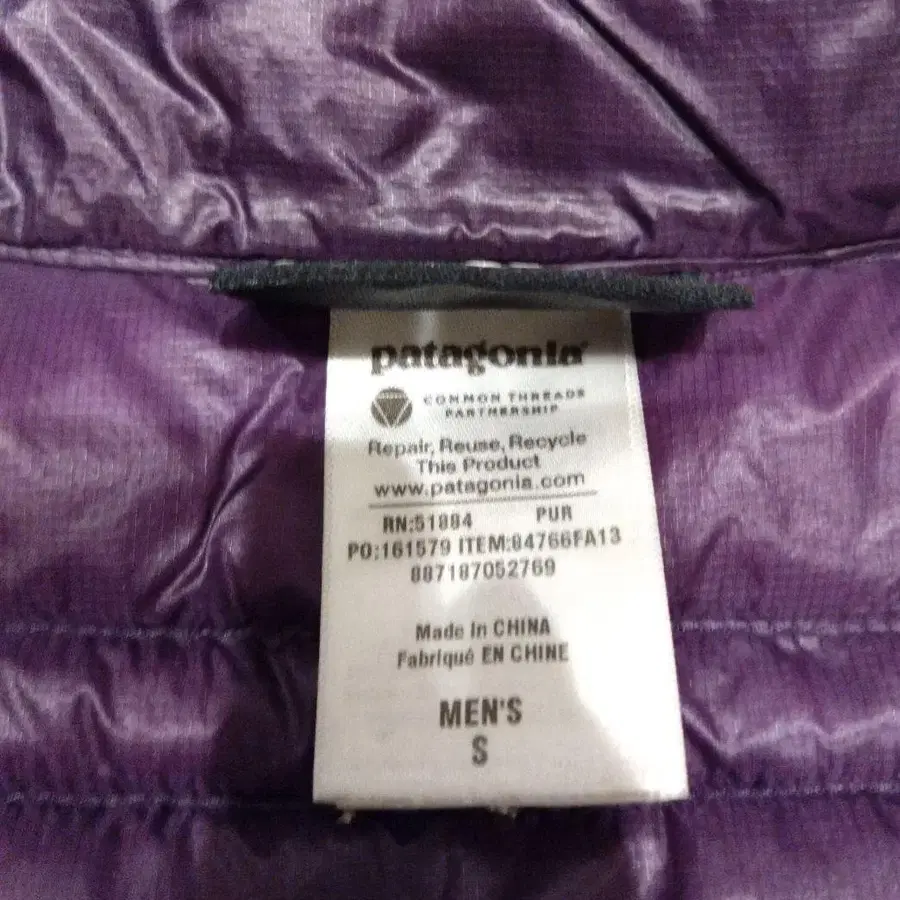 patagonia®
COMMON THREADS
PARTNERSHIP
Repair, Reuse, Recycle
This Product
www.patagonia.com
RN:51884 PUR
PO:161579 ITEM:84766FA13
887187052769
Made in CHINA
Fabriqué EN CHINE
MEN'S
S